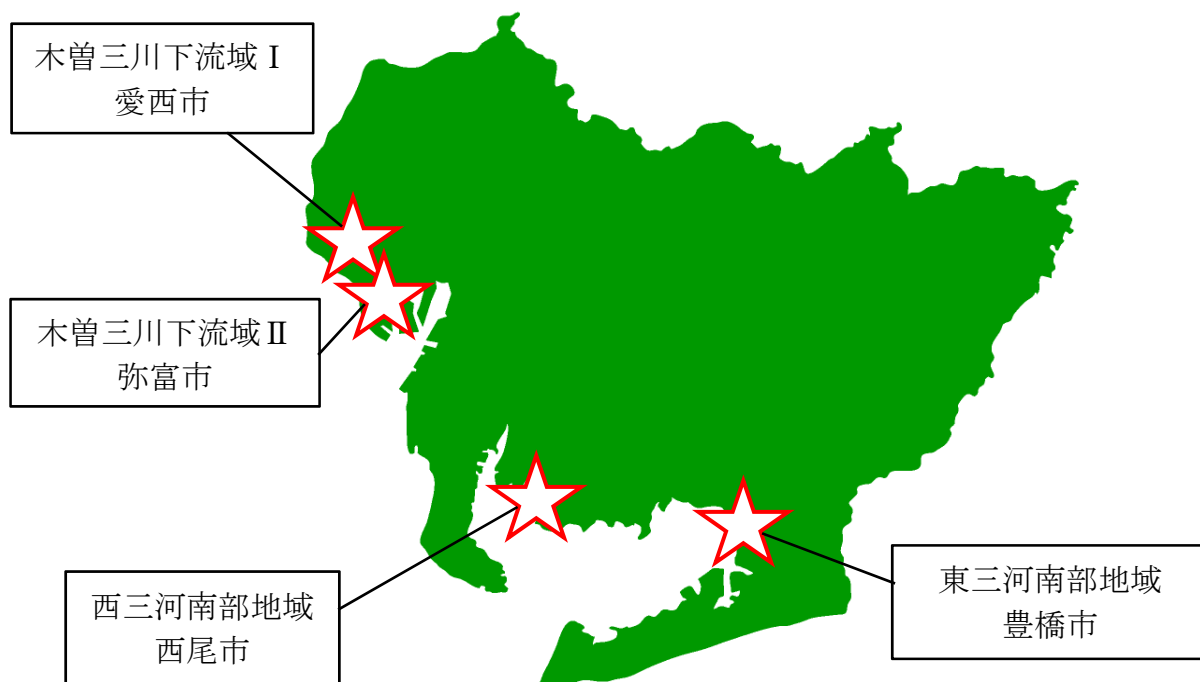 木曽三川下流域Ⅰ
愛西市
木曽三川下流域Ⅱ
弥富市
西三河南部地域
西尾市
東三河南部地域
豊橋市